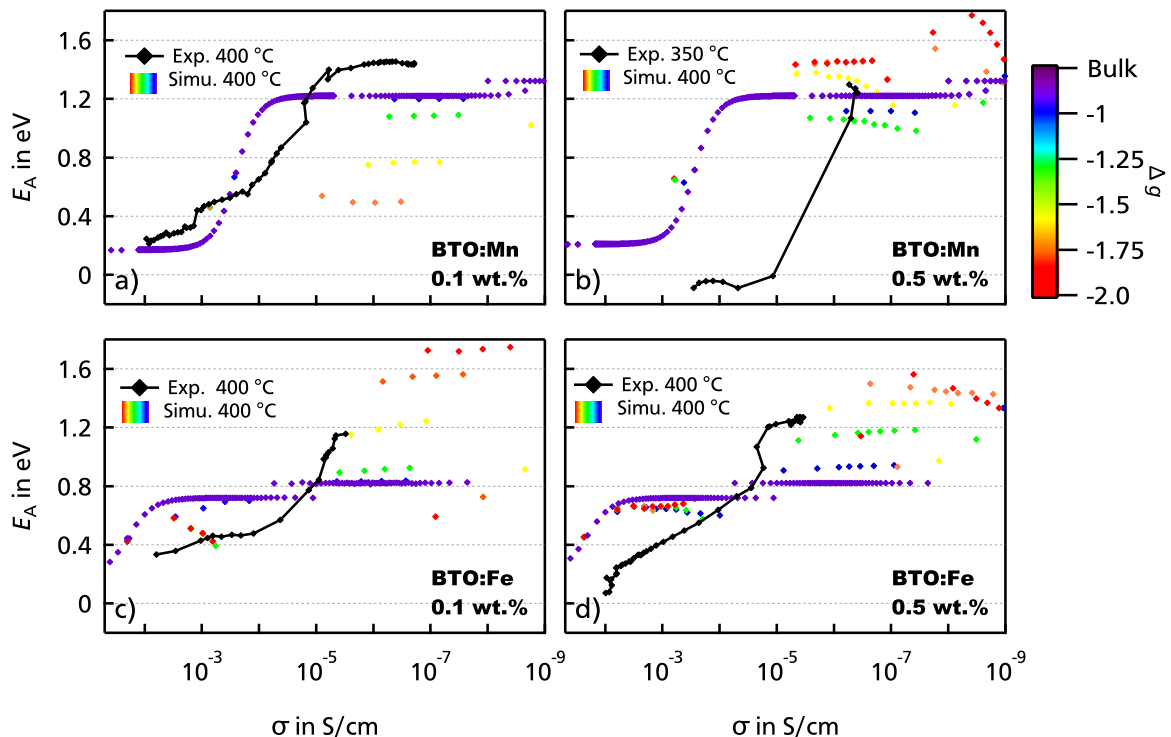 1.6
1.2
0.8
0.4
0
E_A in eV
Exp. 400 °C
Simu. 400 °C
BTO:Mn
0.1 wt.%
a)
Exp. 350 °C
Simu. 400 °C
BTO:Mn
0.5 wt.%
b)
Bulk
-1
-1.25
-1.5
-1.75
-2.0
Δg
1.6
1.2
0.8
0.4
0
E_A in eV
Exp. 400 °C
Simu. 400 °C
BTO:Fe
0.1 wt.%
c)
Exp. 400 °C
Simu. 400 °C
BTO:Fe
0.5 wt.%
d)
10^-3 10^-5 10^-7 10^-9
10^-3 10^-5 10^-7 10^-9
σ in S/cm
σ in S/cm